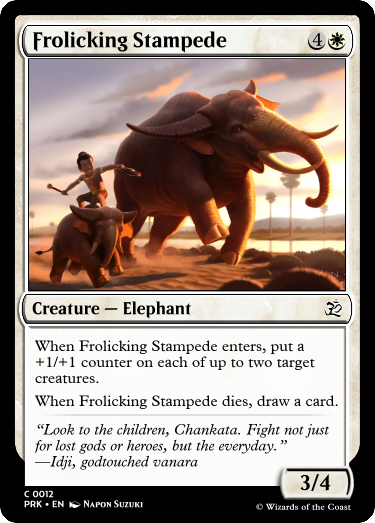 Frolicking Stampede 4
Creature — Elephant
When Frolicking Stampede enters, put a
+1/+1 counter on each of up to two target
creatures.
When Frolicking Stampede dies, draw a card.
“Look to the children, Chankata. Fight not just
for lost gods or heroes, but the everyday.”
—Idji, godtouched vanara
3/4
C 0012
PRK • EN Napon Suzuki
© Wizards of the Coast